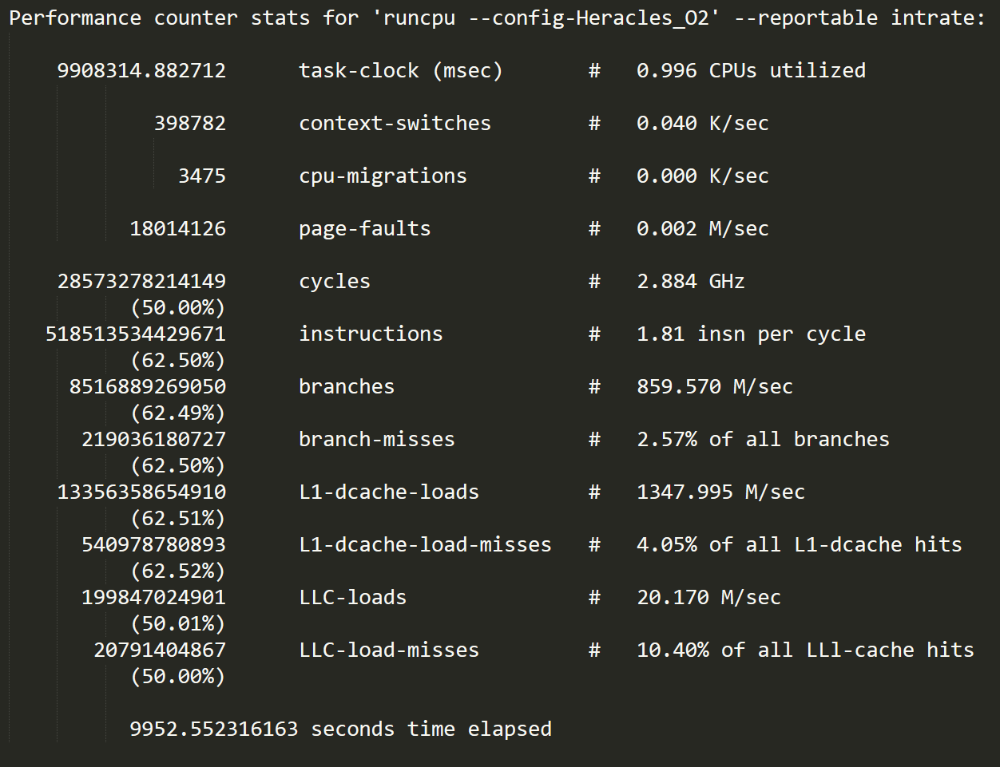 Performance counter stats for 'runcpu --config-Heracles_O2' --reportable intrate:
9908314.882712 task-clock (msec) # 0.996 CPUs utilized
398782 context-switches # 0.040 K/sec
3475 cpu-migrations # 0.000 K/sec
18014126 page-faults # 0.002 M/sec
28573278214149 cycles # 2.884 GHz
(50.00%)
518513534429671 instructions # 1.81 insn per cycle
(62.50%)
8516889269050 branches # 859.570 M/sec
(62.49%)
219036180727 branch-misses # 2.57% of all branches
(62.50%)
13356358654910 L1-dcache-loads # 1347.995 M/sec
(62.51%)
540978780893 L1-dcache-load-misses # 4.05% of all L1-dcache hits
(62.52%)
199847024901 LLC-loads # 20.170 M/sec
(50.01%)
20791404867 LLC-load-misses # 10.40% of all LLl-cache hits
(50.00%)
9952.552316163 seconds time elapsed